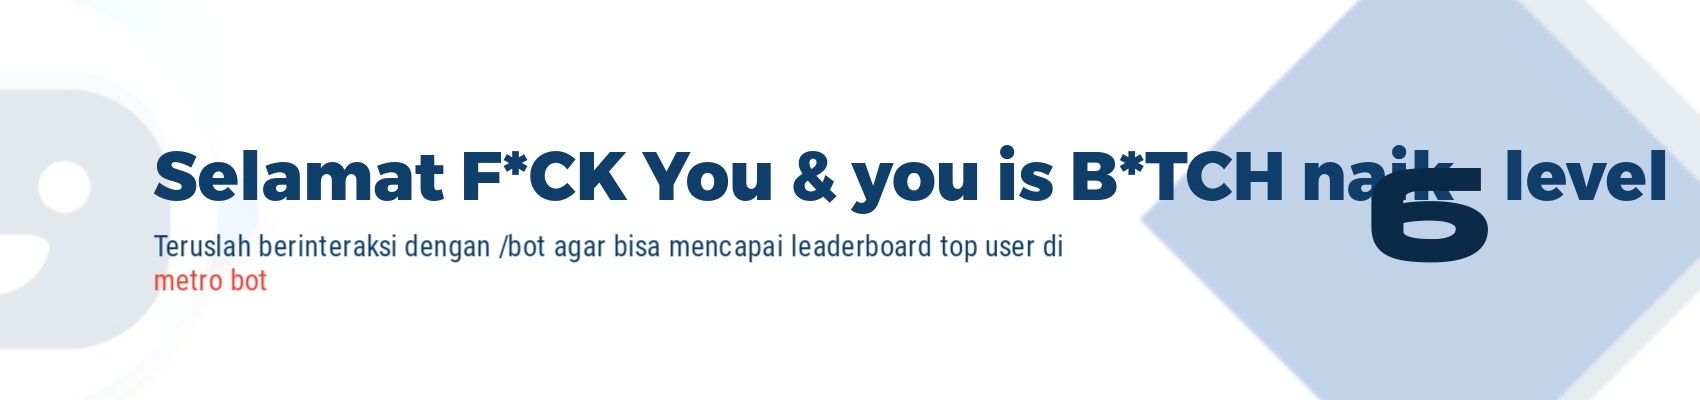 Selamat F*CK You & you is B*TCH naik level
6
Teruslah berinteraksi dengan /bot agar bisa mencapai leaderboard top user di
metro bot